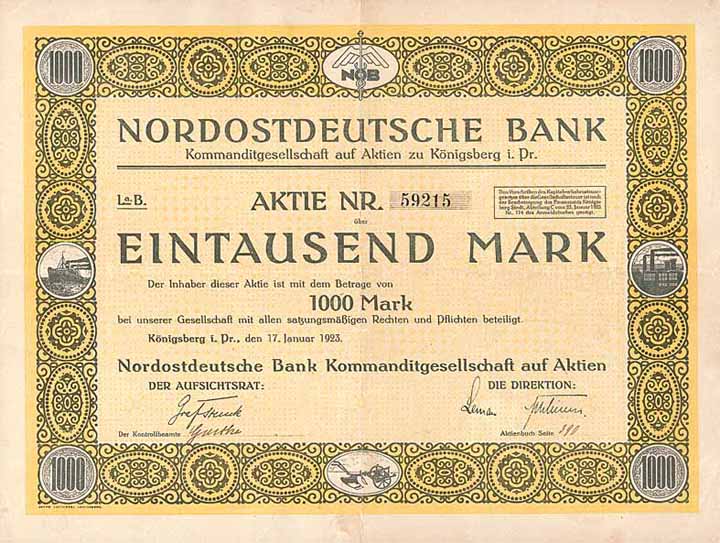 1000
NOB
1000
NORDOSTDEUTSCHE BANK
Kommanditgesellschaft auf Aktien zu Königsberg i. Pr.
La B.
AKTIE NR. 59215
über
EINTAUSEND MARK
Der Inhaber dieser Aktie ist mit dem Betrage von
1000 Mark
bei unserer Gesellschaft mit allen satzungsmäßigen Rechten und Pflichten beteiligt.
Königsberg i. Pr., den 17. Januar 1923.
Nordostdeutsche Bank Kommanditgesellschaft auf Aktien
DER AUFSICHTSRAT:
DIE DIREKTION:
Der Kontrollbeamte
Aktienbuch Seite 390
1000
1000